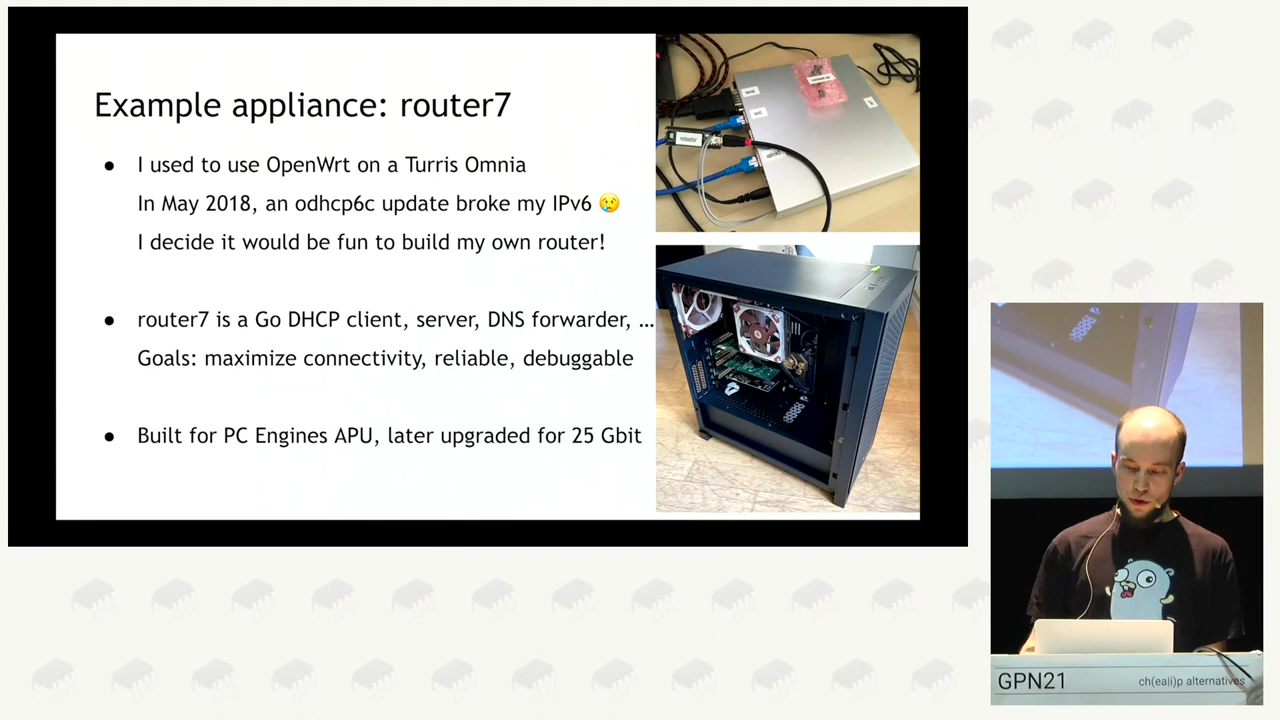 Example appliance: router7
● I used to use OpenWrt on a Turris Omnia
In May 2018, an odhcp6c update broke my IPv6 😢
I decide it would be fun to build my own router!
● router7 is a Go DHCP client, server, DNS forwarder, …
Goals: maximize connectivity, reliable, debuggable
● Built for PC Engines APU, later upgraded for 25 Gbit
GPN21
ch(ea|i)p alternatives